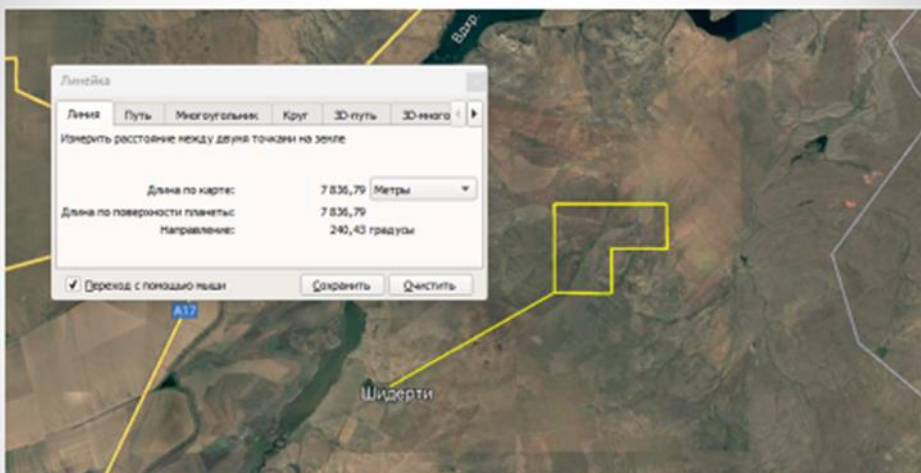 Вдхр.
Линейка
Линия Путь Многоугольник Круг 3D-путь 3D-много
Измерить расстояние между двумя точками на земле
Длина по карте: 7 836,79 Метры
Длина по поверхности планеты: 7 836,79
Направление: 240,43 градусы
Переход с помощью мыши Сохранить Очистить
A17
Шидерти